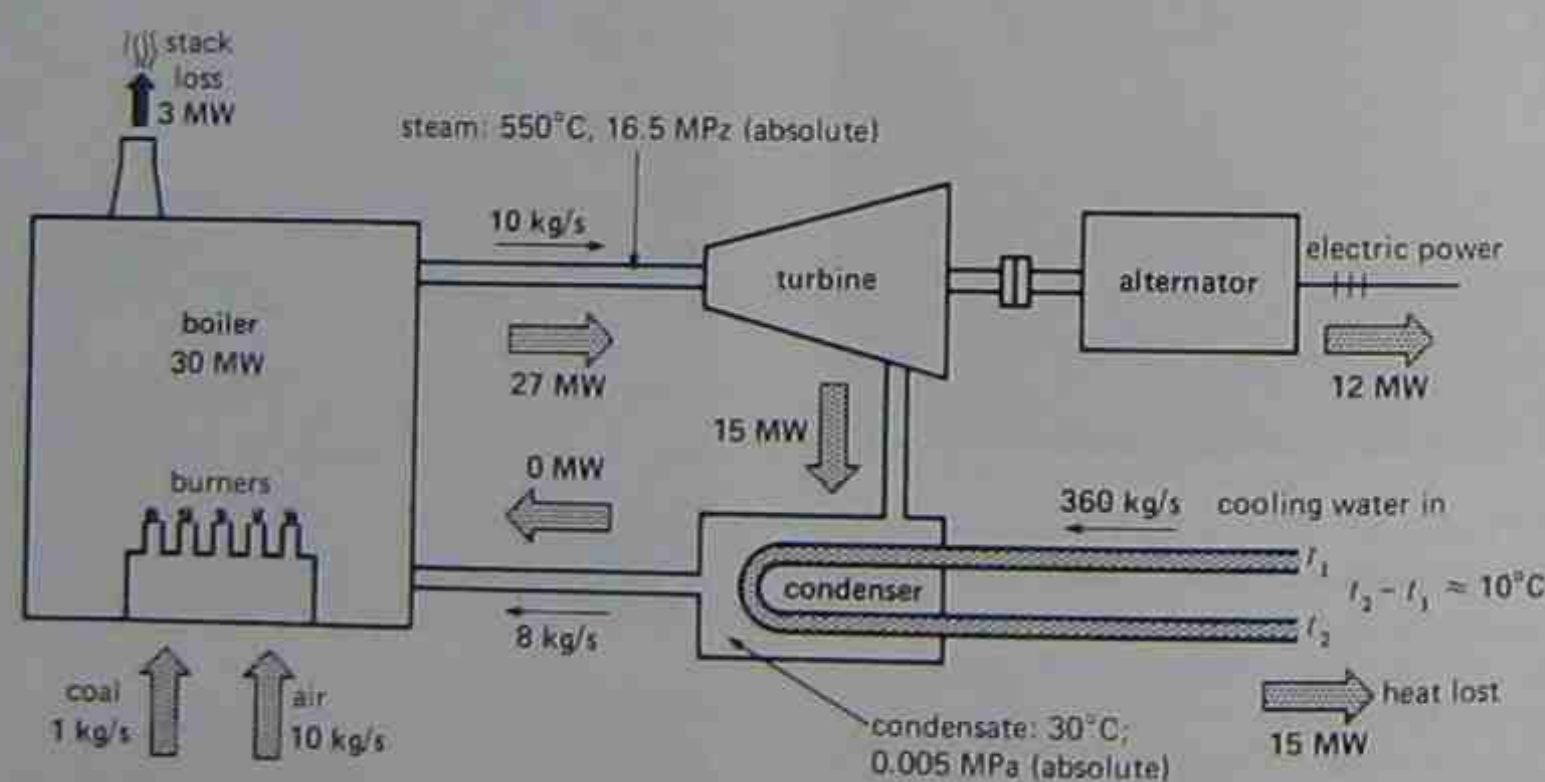 stack
loss
3 MW
steam: 550°C, 16.5 MPz (absolute)
10 kg/s
turbine
alternator
electric power
boiler
30 MW
27 MW
12 MW
15 MW
0 MW
burners
360 kg/s cooling water in
condenser
t₁
t₂ - t₁ ≈ 10°C
t₂
8 kg/s
coal
1 kg/s
air
10 kg/s
heat lost
15 MW
condensate: 30°C;
0.005 MPa (absolute)